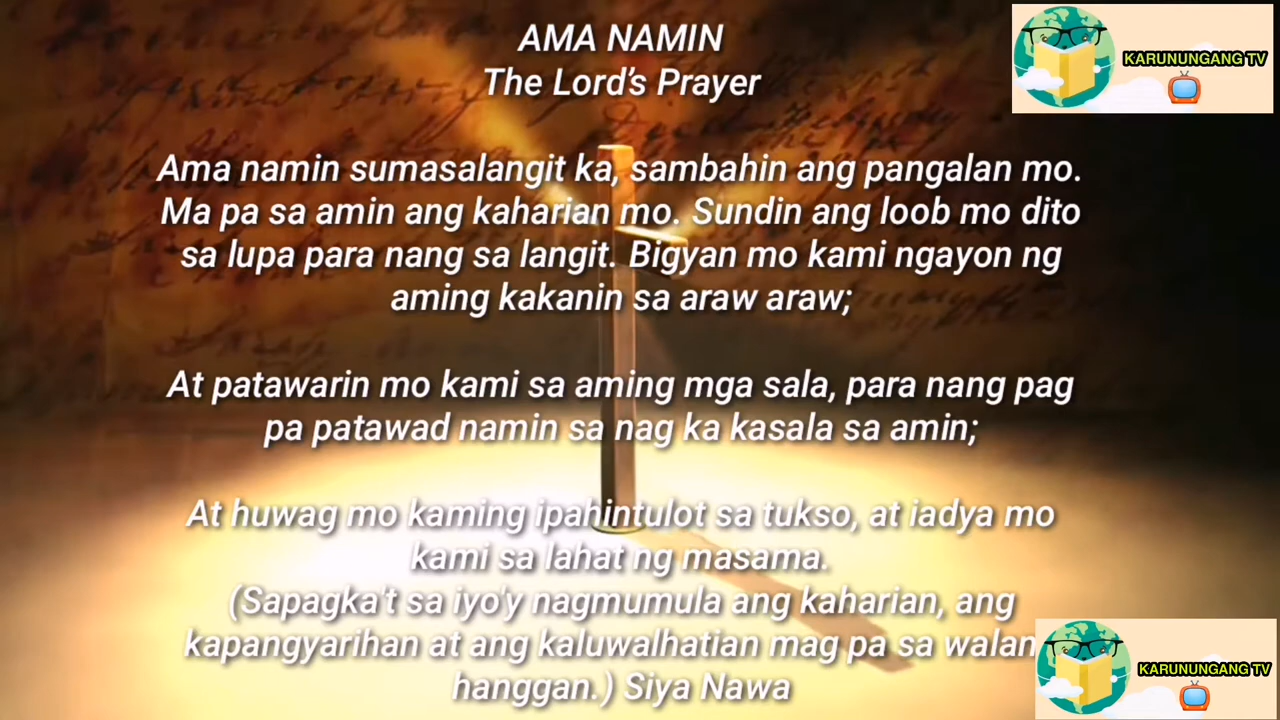 AMA NAMIN
The Lord's Prayer
KARUNUNGANG TV
Ama namin sumasalangit ka, sambahin ang pangalan mo.
Ma pa sa amin ang kaharian mo. Sundin ang loob mo dito
sa lupa para nang sa langit. Bigyan mo kami ngayon ng
aming kakanin sa araw araw;
At patawarin mo kami sa aming mga sala, para nang pag
pa patawad namin sa nag ka kasala sa amin;
At huwag mo kaming ipahintulot sa tukso, at iadya mo
kami sa lahat ng masama.
(Sapagka't sa iyo'y nagmumula ang kaharian, ang
kapangyarihan at ang kaluwalhatian mag pa sa walan
hanggan.) Siya Nawa
KARUNUNGANG TV